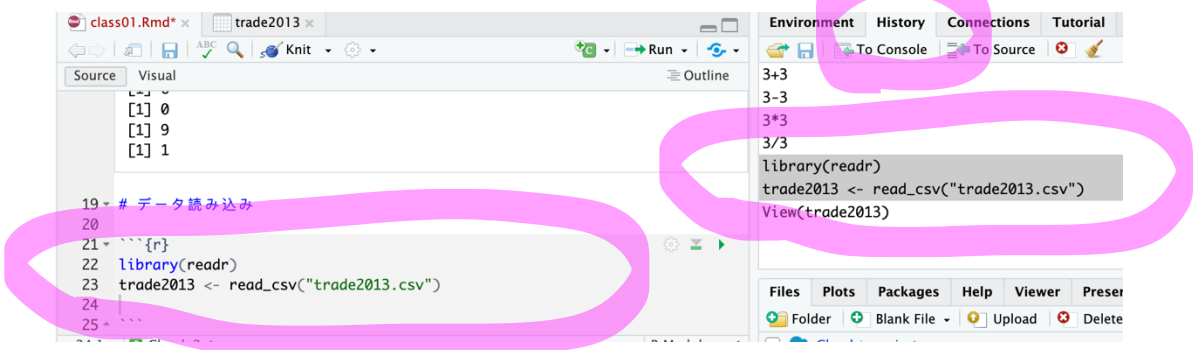 class01.Rmd*
trade2013
ABC
Knit
Run
Source
Visual
Outline
[1] 0
[1] 9
[1] 1
19 # データ読み込み
20
21 ```{r}
22 library(readr)
23 trade2013 <- read_csv("trade2013.csv")
24
25 ```
Environment
History
Connections
Tutorial
To Console
To Source
3+3
3-3
3*3
3/3
library(readr)
trade2013 <- read_csv("trade2013.csv")
View(trade2013)
Files
Plots
Packages
Help
Viewer
Presen
Folder
Blank File
Upload
Delete